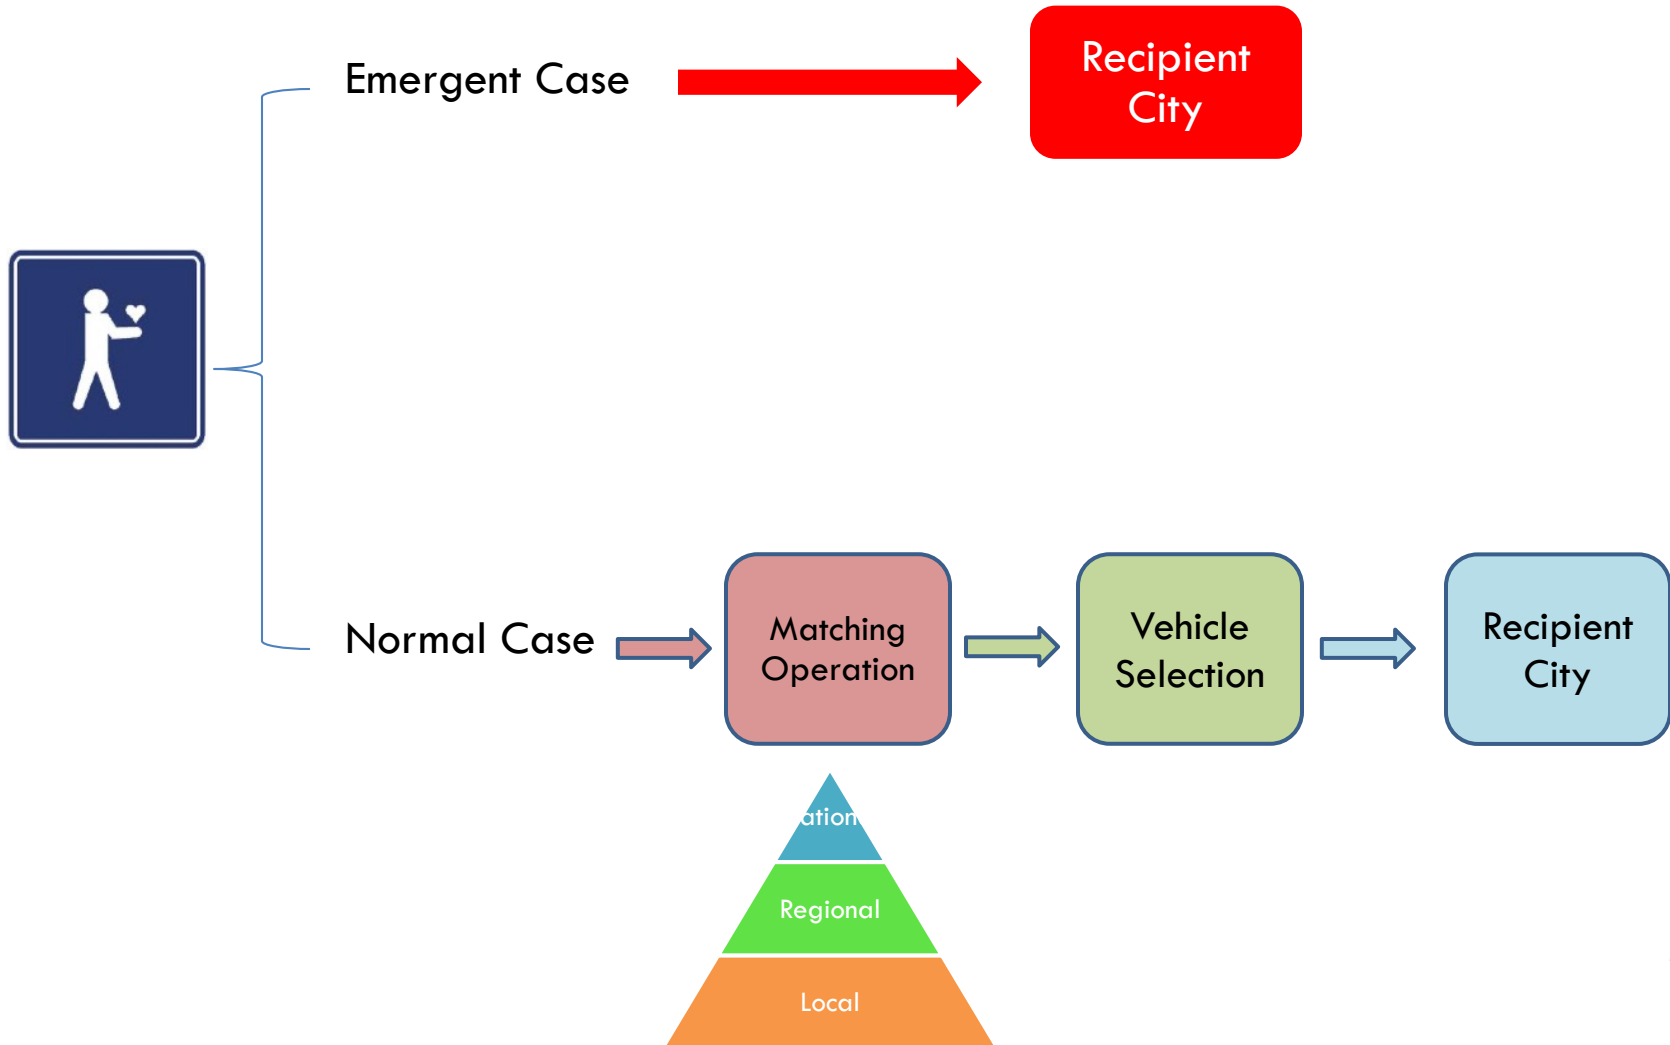 Emergent Case
Recipient
City
Normal Case
Matching
Operation
Vehicle
Selection
Recipient
City
ation
Regional
Local